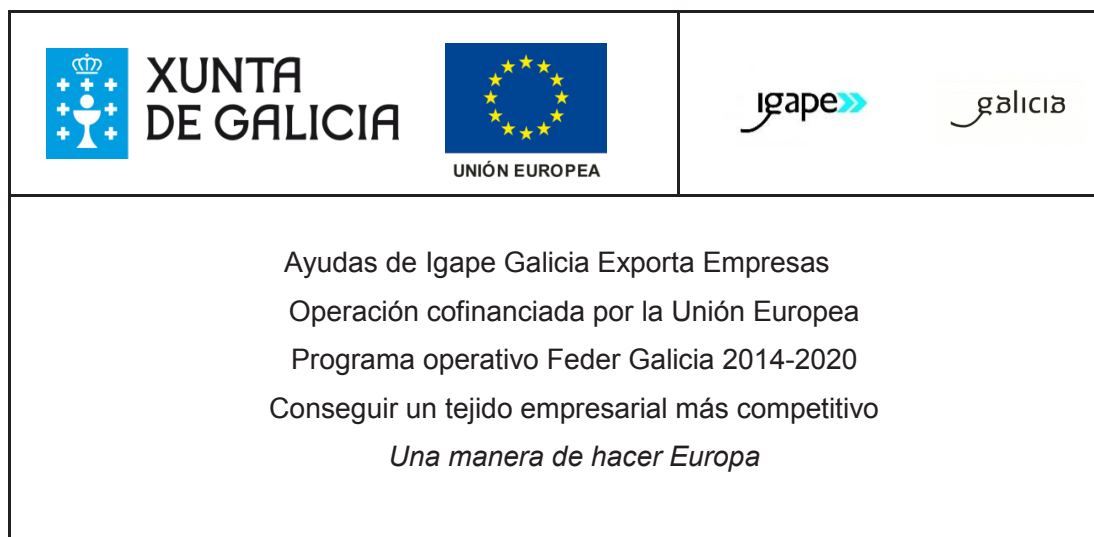 XUNTA
DE GALICIA
UNIÓN EUROPEA
igape
galicia
Ayudas de Igape Galicia Exporta Empresas
Operación cofinanciada por la Unión Europea
Programa operativo Feder Galicia 2014-2020
Conseguir un tejido empresarial más competitivo
Una manera de hacer Europa